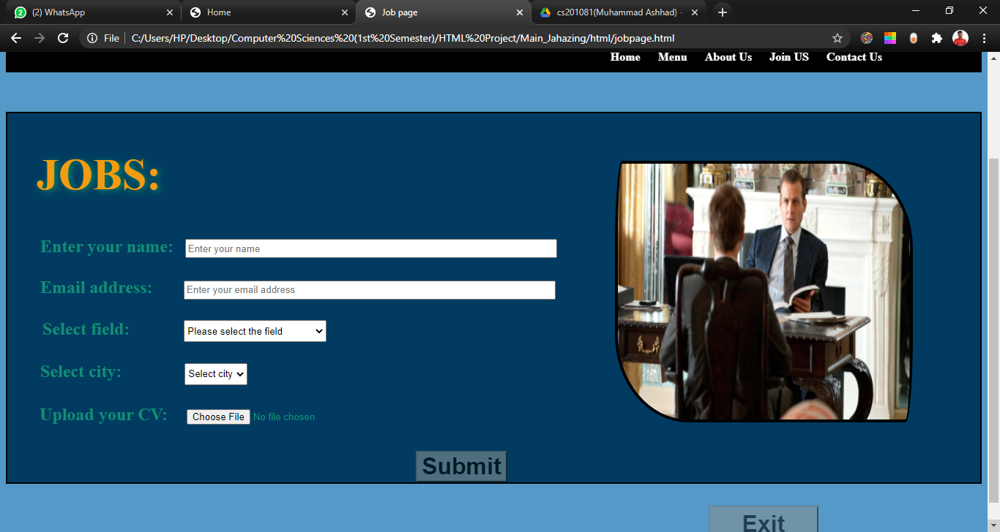 (2) WhatsApp
Home
Job page
cs201081(Muhammad Ashhad) -
File
C:/Users/HP/Desktop/Computer%20Sciences%20(1st%20Semester)/HTML%20Project/Main_Jahazing/html/jobpage.html
Home Menu About Us Join US Contact Us
JOBS:
Enter your name: Enter your name
Email address: Enter your email address
Select field: Please select the field
Select city: Select city
Upload your CV: Choose File No file chosen
Submit
Exit